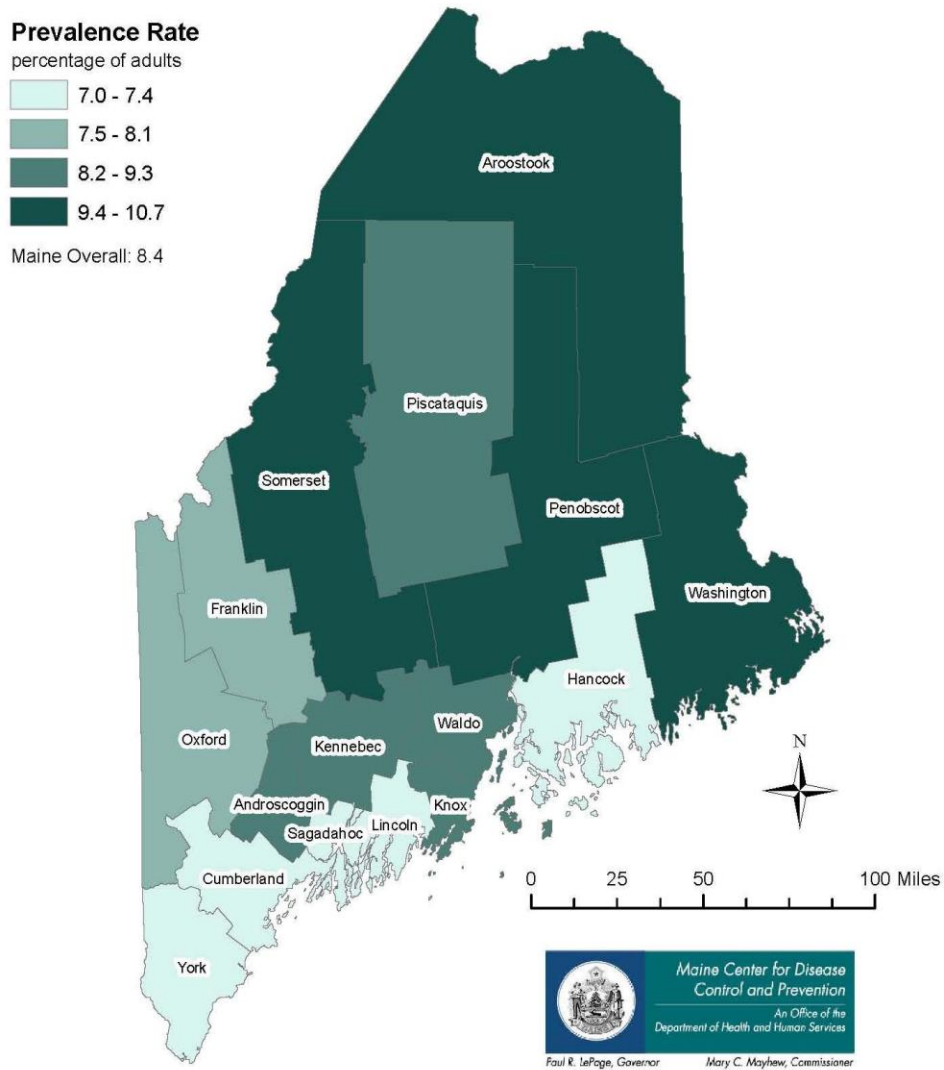 Prevalence Rate
percentage of adults
7.0 - 7.4
7.5 - 8.1
8.2 - 9.3
9.4 - 10.7
Maine Overall: 8.4
Aroostook
Piscataquis
Somerset
Penobscot
Washington
Franklin
Hancock
Oxford
Waldo
Kennebec
Androscoggin
Knox
Lincoln
Sagadahoc
Cumberland
York
N
0 25 50 100 Miles
Maine Center for Disease
Control and Prevention
An Office of the
Department of Health and Human Services
Paul R. LePage, Governor Mary C. Mayhew, Commissioner